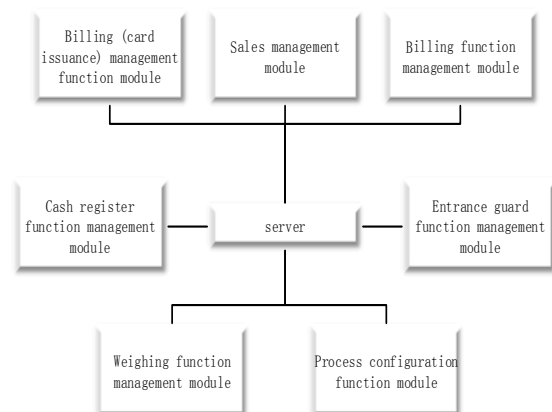 Billing (card
issuance) management
function module
Sales management
module
Billing function
management module
Cash register
function management
module
server
Entrance guard
function management
module
Weighing function
management module
Process configuration
function module